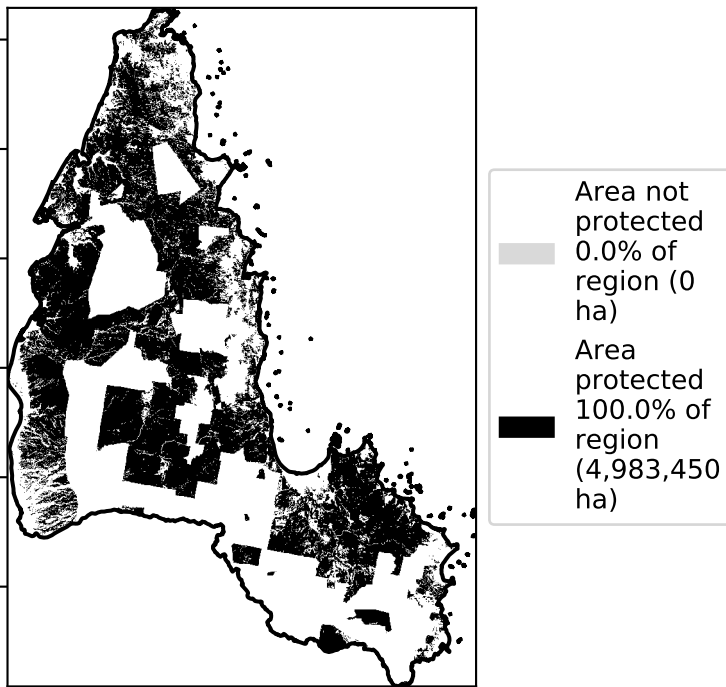 Area not
protected
0.0% of
region (0
ha)
Area
protected
100.0% of
region
(4,983,450
ha)